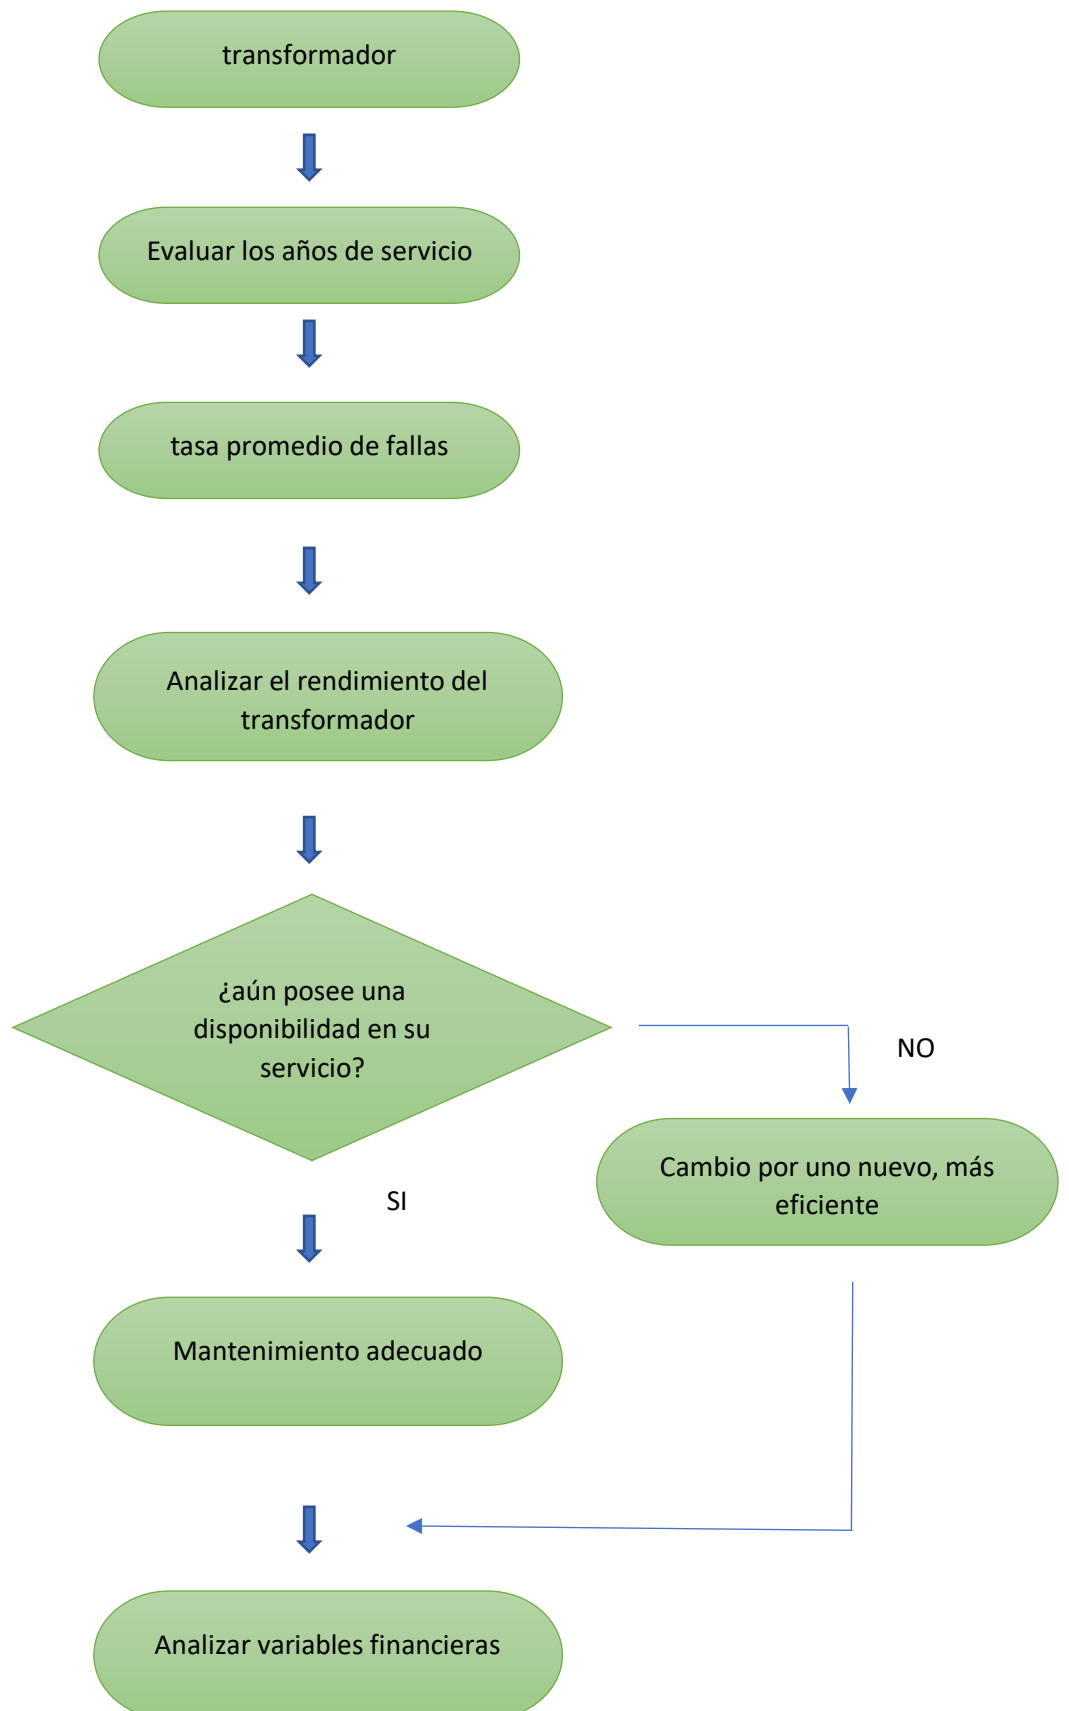 transformador
Evaluar los años de servicio
tasa promedio de fallas
Analizar el rendimiento del
transformador
¿aún posee una
disponibilidad en su
servicio?
NO
Cambio por uno nuevo, más
eficiente
SI
Mantenimiento adecuado
Analizar variables financieras